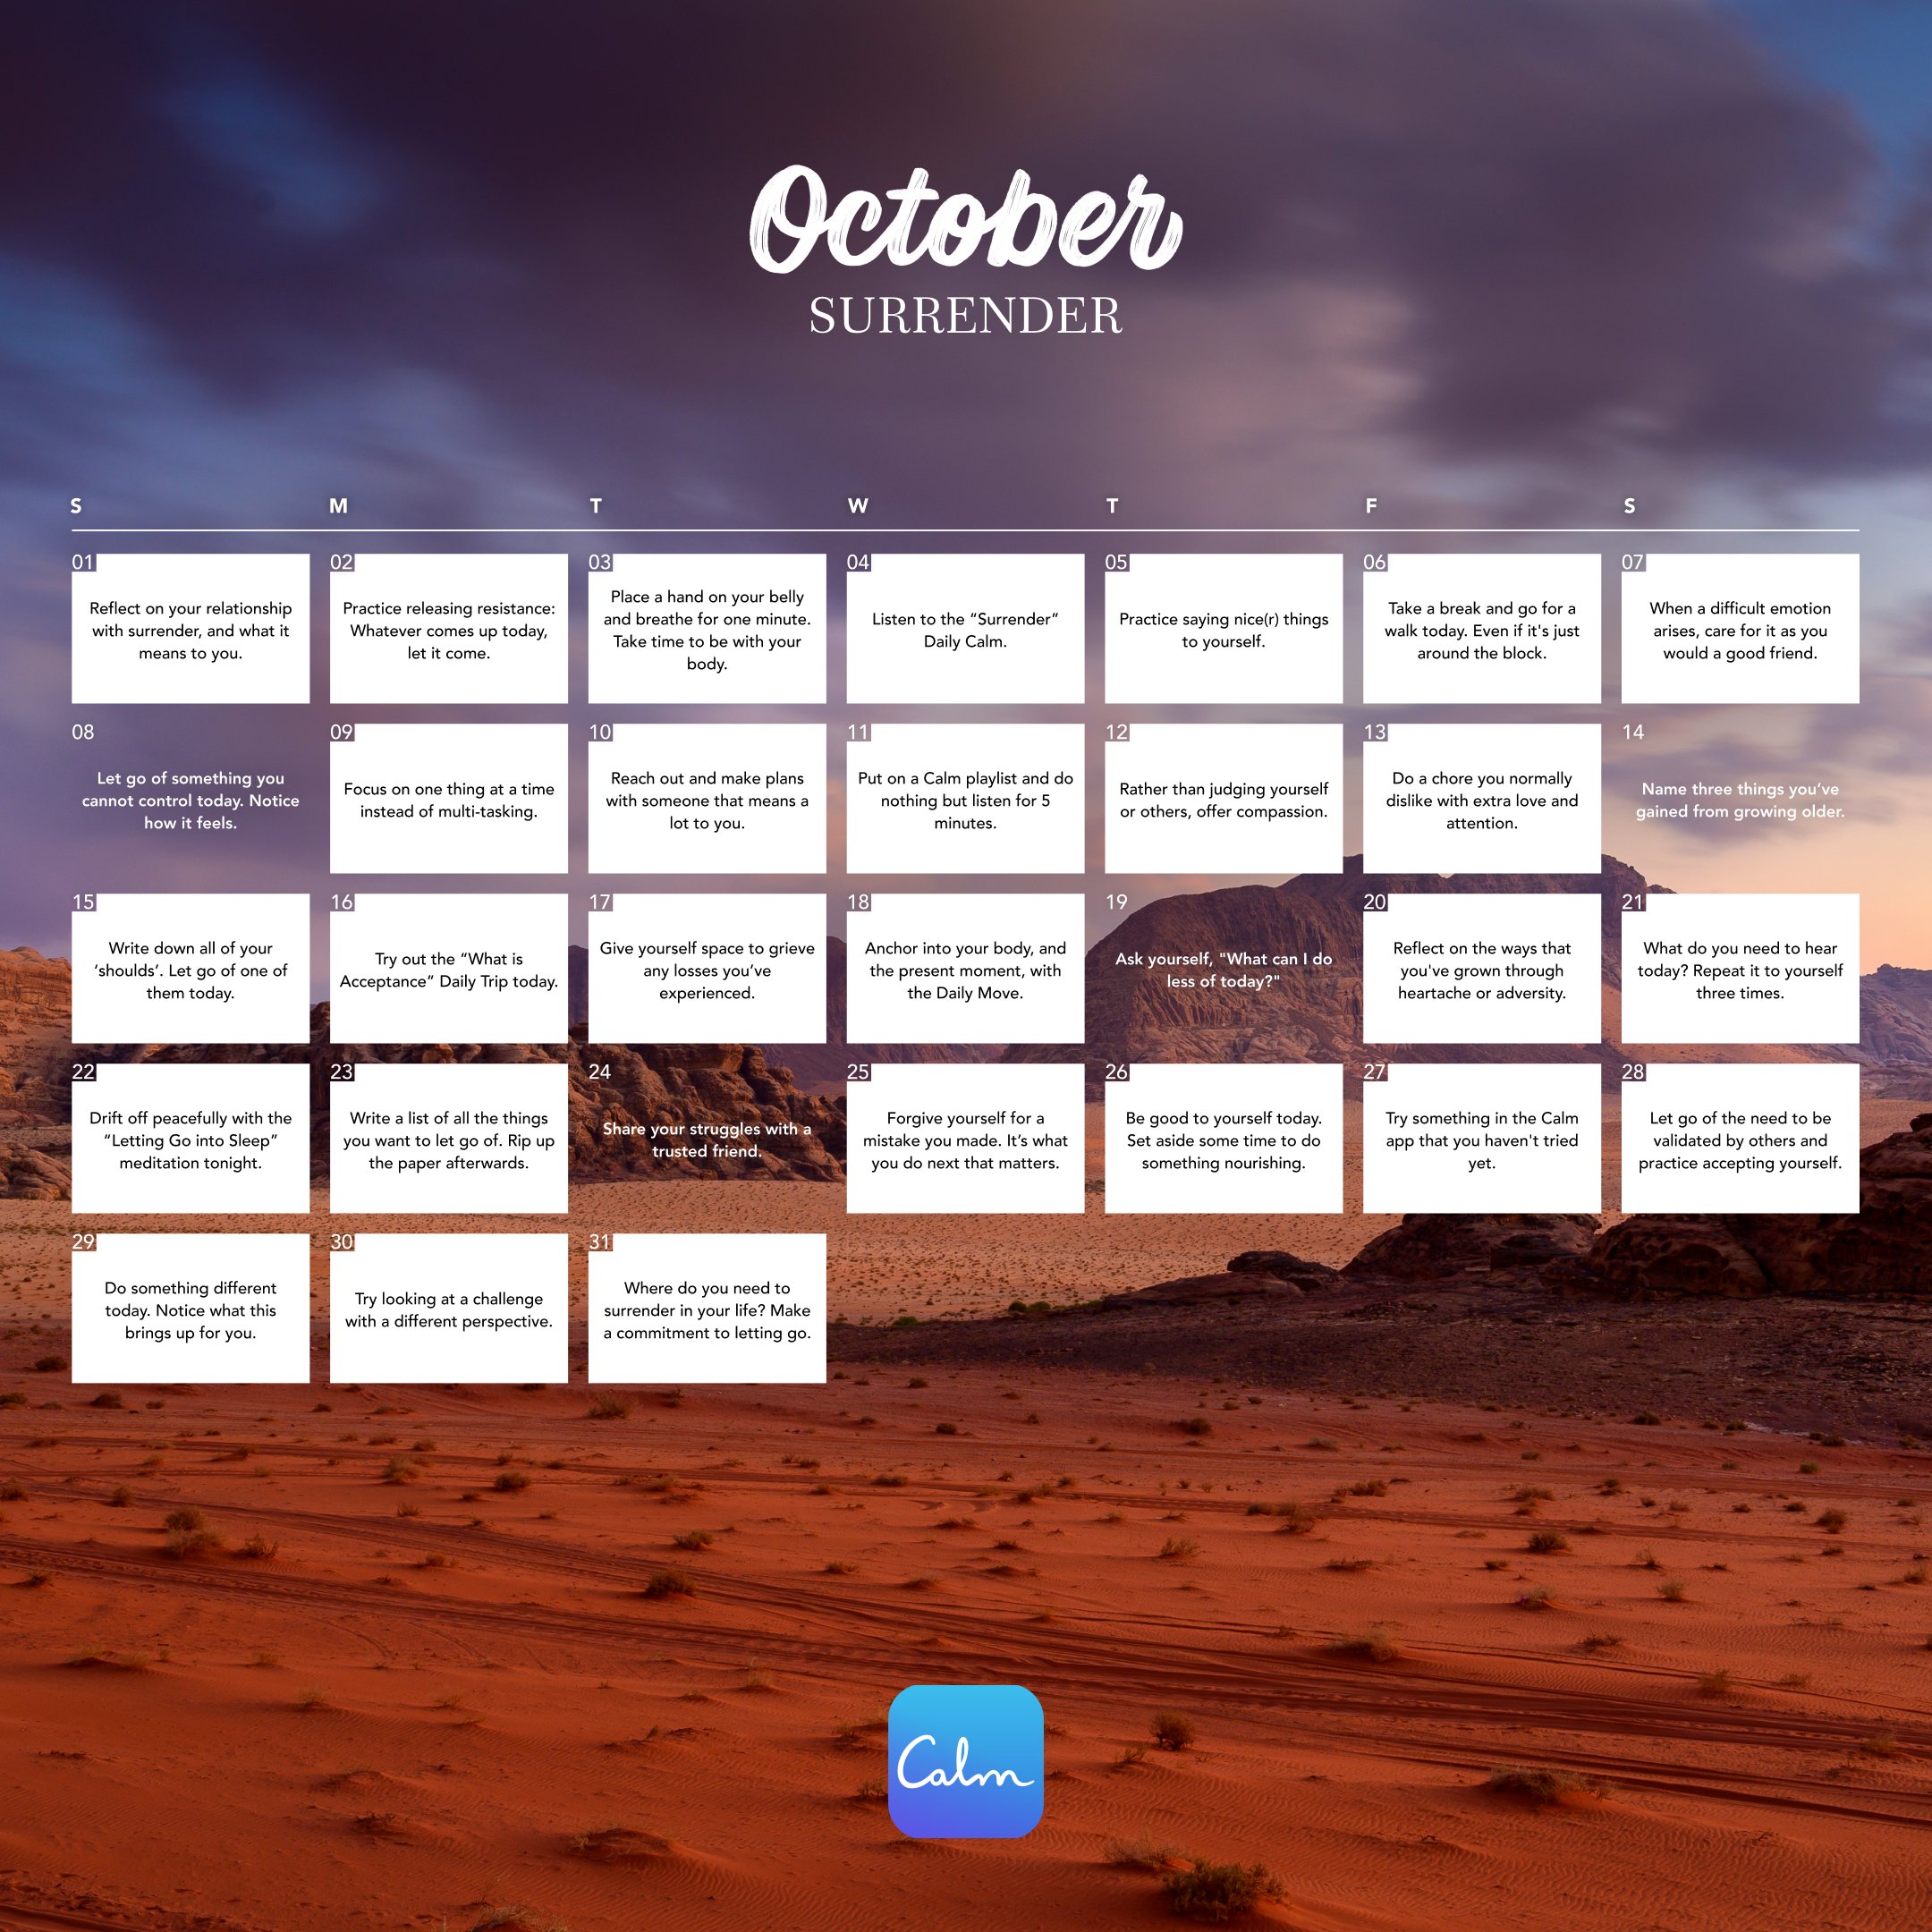 October
SURRENDER
S M T W T F S
01
Reflect on your relationship
with surrender, and what it
means to you.
02
Practice releasing resistance:
Whatever comes up today,
let it come.
03
Place a hand on your belly
and breathe for one minute.
Take time to be with your
body.
04
Listen to the “Surrender“
Daily Calm.
05
Practice saying nice(r) things
to yourself.
06
Take a break and go for a
walk today. Even if it's just
around the block.
07
When a difficult emotion
arises, care for it as you
would a good friend.
08
Let go of something you
cannot control today. Notice
how it feels.
09
Focus on one thing at a time
instead of multi-tasking.
10
Reach out and make plans
with someone that means a
lot to you.
11
Put on a Calm playlist and do
nothing but listen for 5
minutes.
12
Rather than judging yourself
or others, offer compassion.
13
Do a chore you normally
dislike with extra love and
attention.
14
Name three things you’ve
gained from growing older.
15
Write down all of your
‘shoulds’. Let go of one of
them today.
16
Try out the “What is
Acceptance” Daily Trip today.
17
Give yourself space to grieve
any losses you’ve
experienced.
18
Anchor into your body, and
the present moment, with
the Daily Move.
19
Ask yourself, "What can I do
less of today?"
20
Reflect on the ways that
you've grown through
heartache or adversity.
21
What do you need to hear
today? Repeat it to yourself
three times.
22
Drift off peacefully with the
“Letting Go into Sleep”
meditation tonight.
23
Write a list of all the things
you want to let go of. Rip up
the paper afterwards.
24
Share your struggles with a
trusted friend.
25
Forgive yourself for a
mistake you made. It’s what
you do next that matters.
26
Be good to yourself today.
Set aside some time to do
something nourishing.
27
Try something in the Calm
app that you haven't tried
yet.
28
Let go of the need to be
validated by others and
practice accepting yourself.
29
Do something different
today. Notice what this
brings up for you.
30
Try looking at a challenge
with a different perspective.
31
Where do you need to
surrender in your life? Make
a commitment to letting go.
Calm